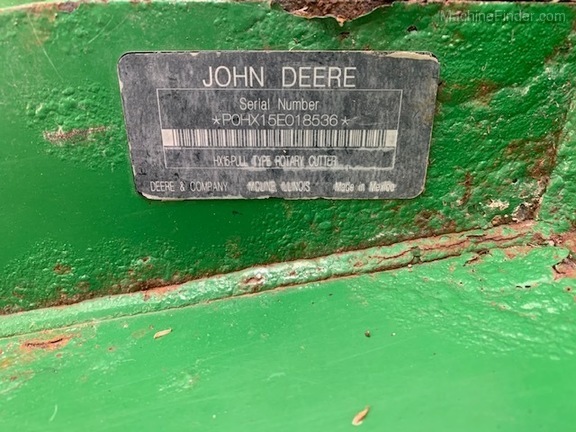 MachineFinder.com
JOHN DEERE
Serial Number
*P0HX15E018536*
HX15-PULL TYPE ROTARY CUTTER
DEERE & COMPANY MOLINE ILLINOIS Made in Mexico